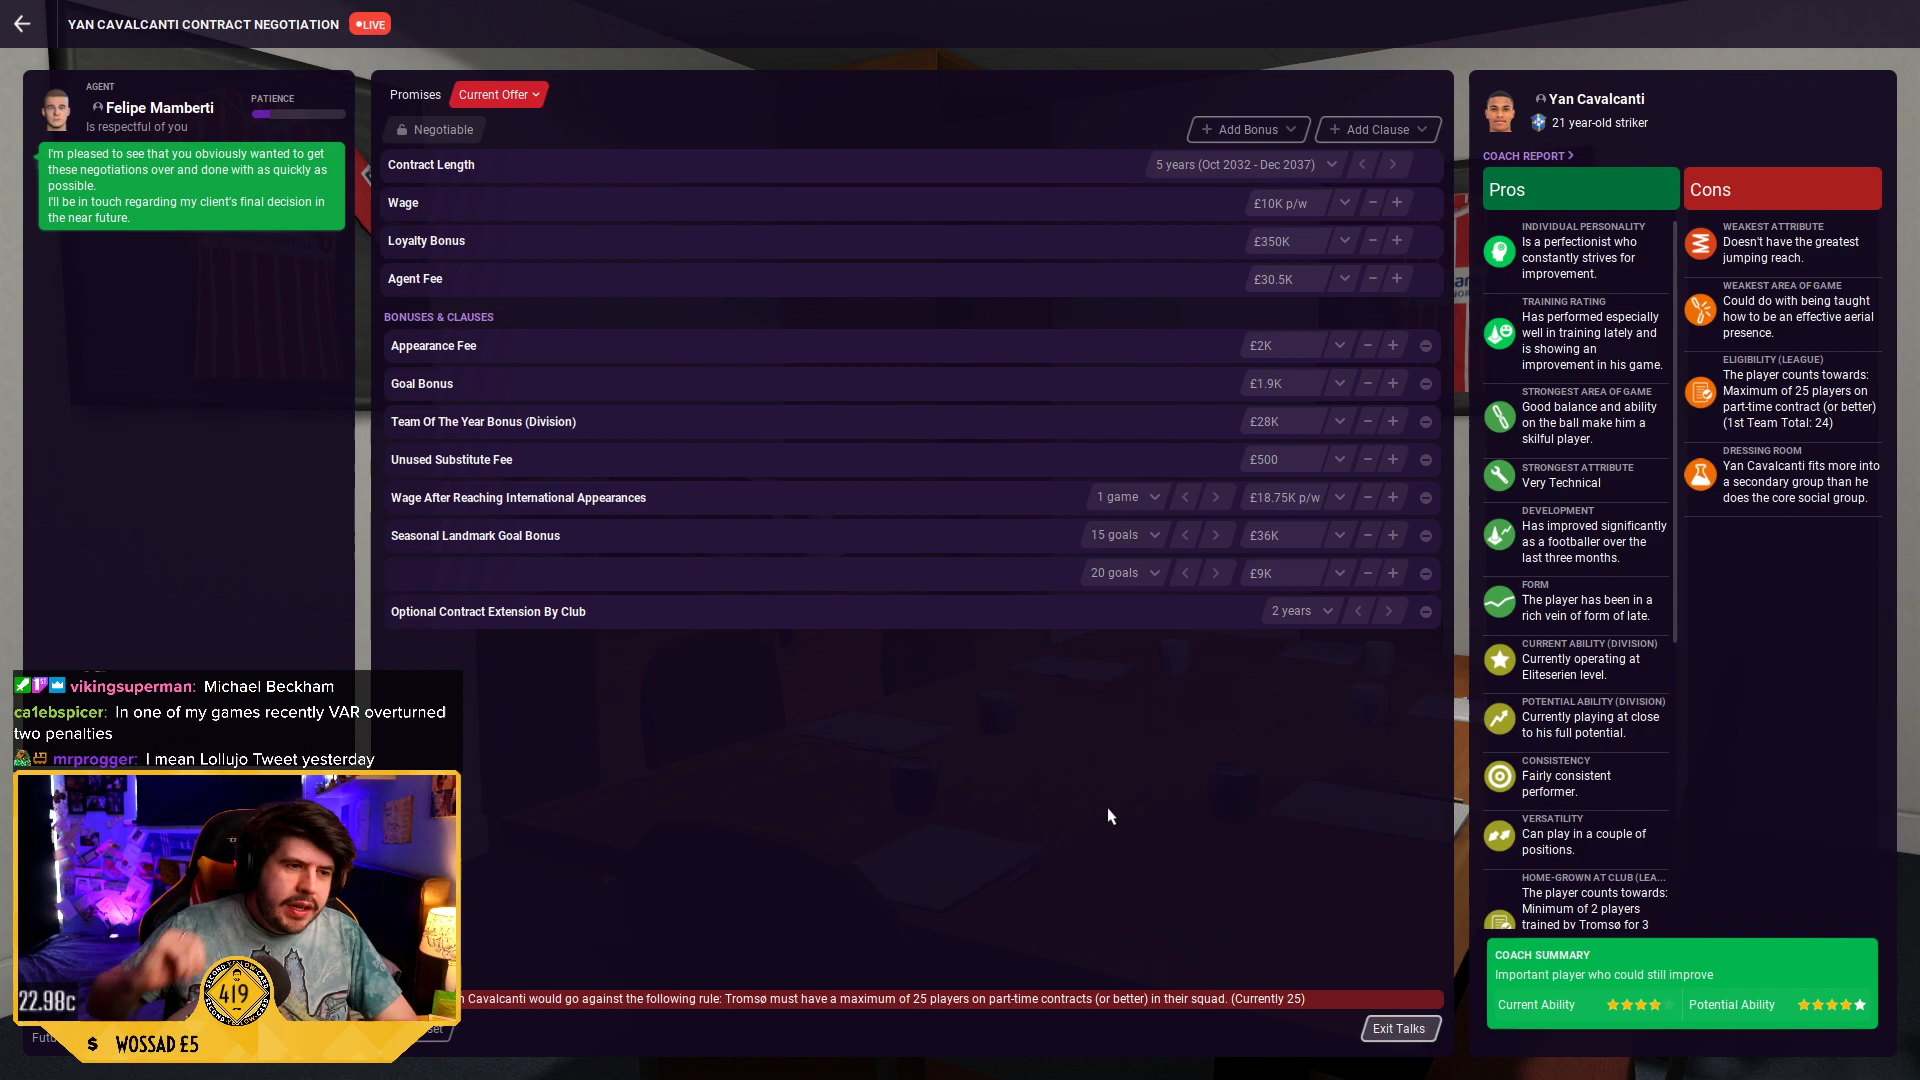 YAN CAVALCANTI CONTRACT NEGOTIATION
LIVE
AGENT
Felipe Mamberti
Is respectful of you
PATIENCE
I'm pleased to see that you obviously wanted to get
these negotiations over and done with as quickly as
possible.
I'll be in touch regarding my client's final decision in
the near future.
Promises
Current Offer
Negotiable
Add Bonus
Add Clause
Contract Length
5 years (Oct 2032 - Dec 2037)
Wage
£10K p/w
Loyalty Bonus
£350K
Agent Fee
£30.5K
BONUSES & CLAUSES
Appearance Fee
£2K
Goal Bonus
£1.9K
Team Of The Year Bonus (Division)
£28K
Unused Substitute Fee
£500
Wage After Reaching International Appearances
1 game
£18.75K p/w
Seasonal Landmark Goal Bonus
15 goals
£36K
20 goals
£9K
Optional Contract Extension By Club
2 years
Cavalcanti would go against the following rule: Tromsø must have a maximum of 25 players on part-time contracts (or better) in their squad. (Currently 25)
Exit Talks
Yan Cavalcanti
21 year-old striker
COACH REPORT
Pros
INDIVIDUAL PERSONALITY
Is a perfectionist who
constantly strives for
improvement.
TRAINING RATING
Has performed especially
well in training lately and
is showing an
improvement in his game.
STRONGEST AREA OF GAME
Good balance and ability
on the ball make him a
skilful player.
STRONGEST ATTRIBUTE
Very Technical
DEVELOPMENT
Has improved significantly
as a footballer over the
last three months.
FORM
The player has been in a
rich vein of form of late.
CURRENT ABILITY (DIVISION)
Currently operating at
Eliteserien level.
POTENTIAL ABILITY (DIVISION)
Currently playing at close
to his full potential.
CONSISTENCY
Fairly consistent
performer.
VERSATILITY
Can play in a couple of
positions.
HOME-GROWN AT CLUB (LEA...
The player counts towards:
Minimum of 2 players
trained by Tromsø for 3
Cons
WEAKEST ATTRIBUTE
Doesn't have the greatest
jumping reach.
WEAKEST AREA OF GAME
Could do with being taught
how to be an effective aerial
presence.
ELIGIBILITY (LEAGUE)
The player counts towards:
Maximum of 25 players on
part-time contract (or better)
(1st Team Total: 24)
DRESSING ROOM
Yan Cavalcanti fits more into
a secondary group than he
does the core social group.
COACH SUMMARY
Important player who could still improve
Current Ability
Potential Ability
vikingsuperman: Michael Beckham
ca1ebspicer: In one of my games recently VAR overturned
two penalties
mrprogger: I mean Lollujo Tweet yesterday
22.98c
SECOND YELLOW CARD
419
$ WOSSAD £5